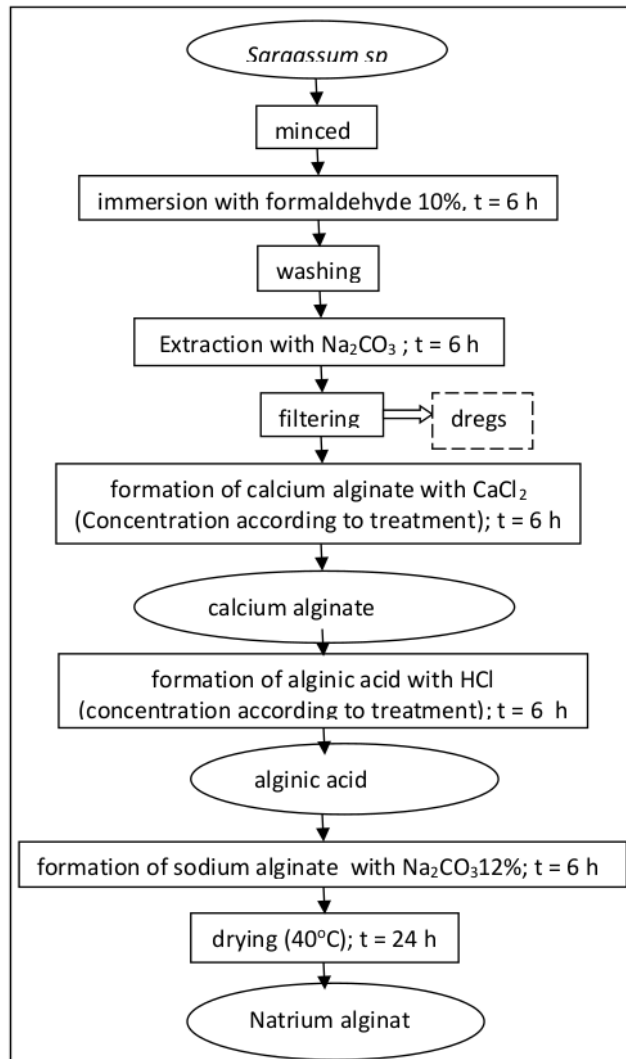 Sargassum sp
minced
immersion with formaldehyde 10%, t = 6 h
washing
Extraction with Na₂CO₃ ; t = 6 h
filtering
dregs
formation of calcium alginate with CaCl₂
(Concentration according to treatment); t = 6 h
calcium alginate
formation of alginic acid with HCl
(concentration according to treatment); t = 6 h
alginic acid
formation of sodium alginate with Na₂CO₃12%; t = 6 h
drying (40°C); t = 24 h
Natrium alginat